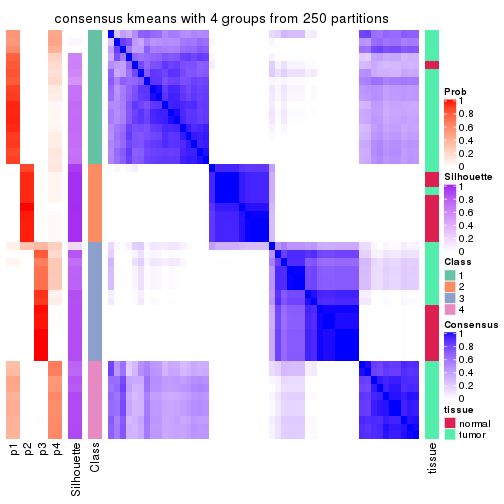 consensus kmeans with 4 groups from 250 partitions
p1
p2
p3
p4
Silhouette
Class
tissue
Prob
1
0.8
0.6
0.4
0.2
0
Silhouette
1
0.8
0.6
0.4
0.2
0
Class
1
2
3
4
Consensus
1
0.8
0.6
0.4
0.2
0
tissue
normal
tumor